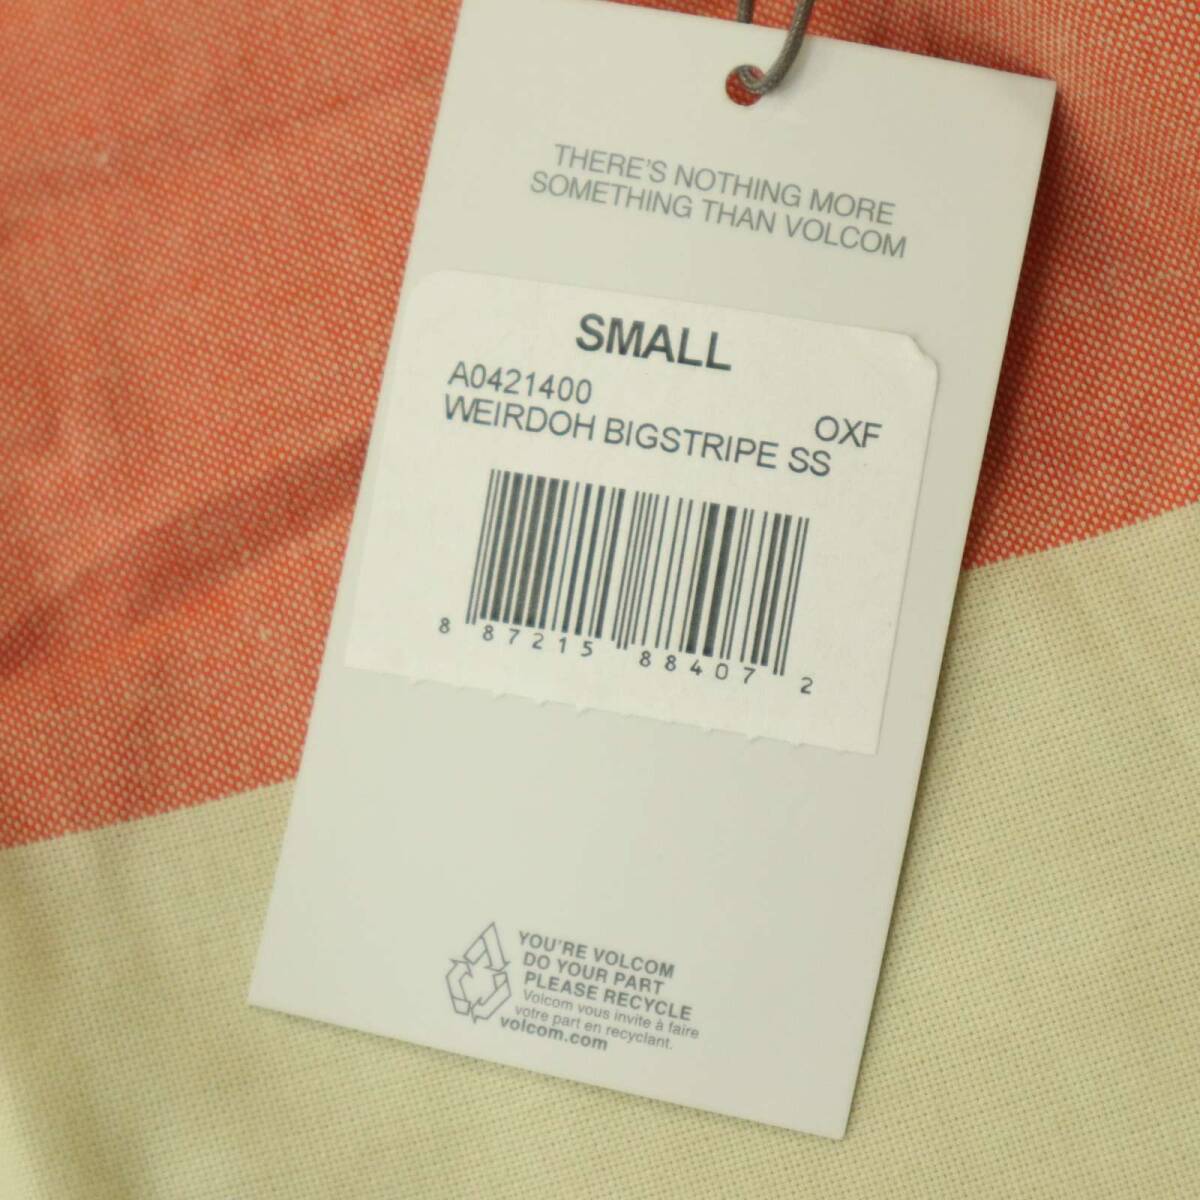 THERE'S NOTHING MORE
SOMETHING THAN VOLCOM
SMALL
A0421400
OXF
WEIRDOH BIGSTRIPE SS
8 87215 88407 2
YOU'RE VOLCOM
DO YOUR PART
PLEASE RECYCLE
Volcom vous invite à faire
votre part en recyclant.
volcom.com